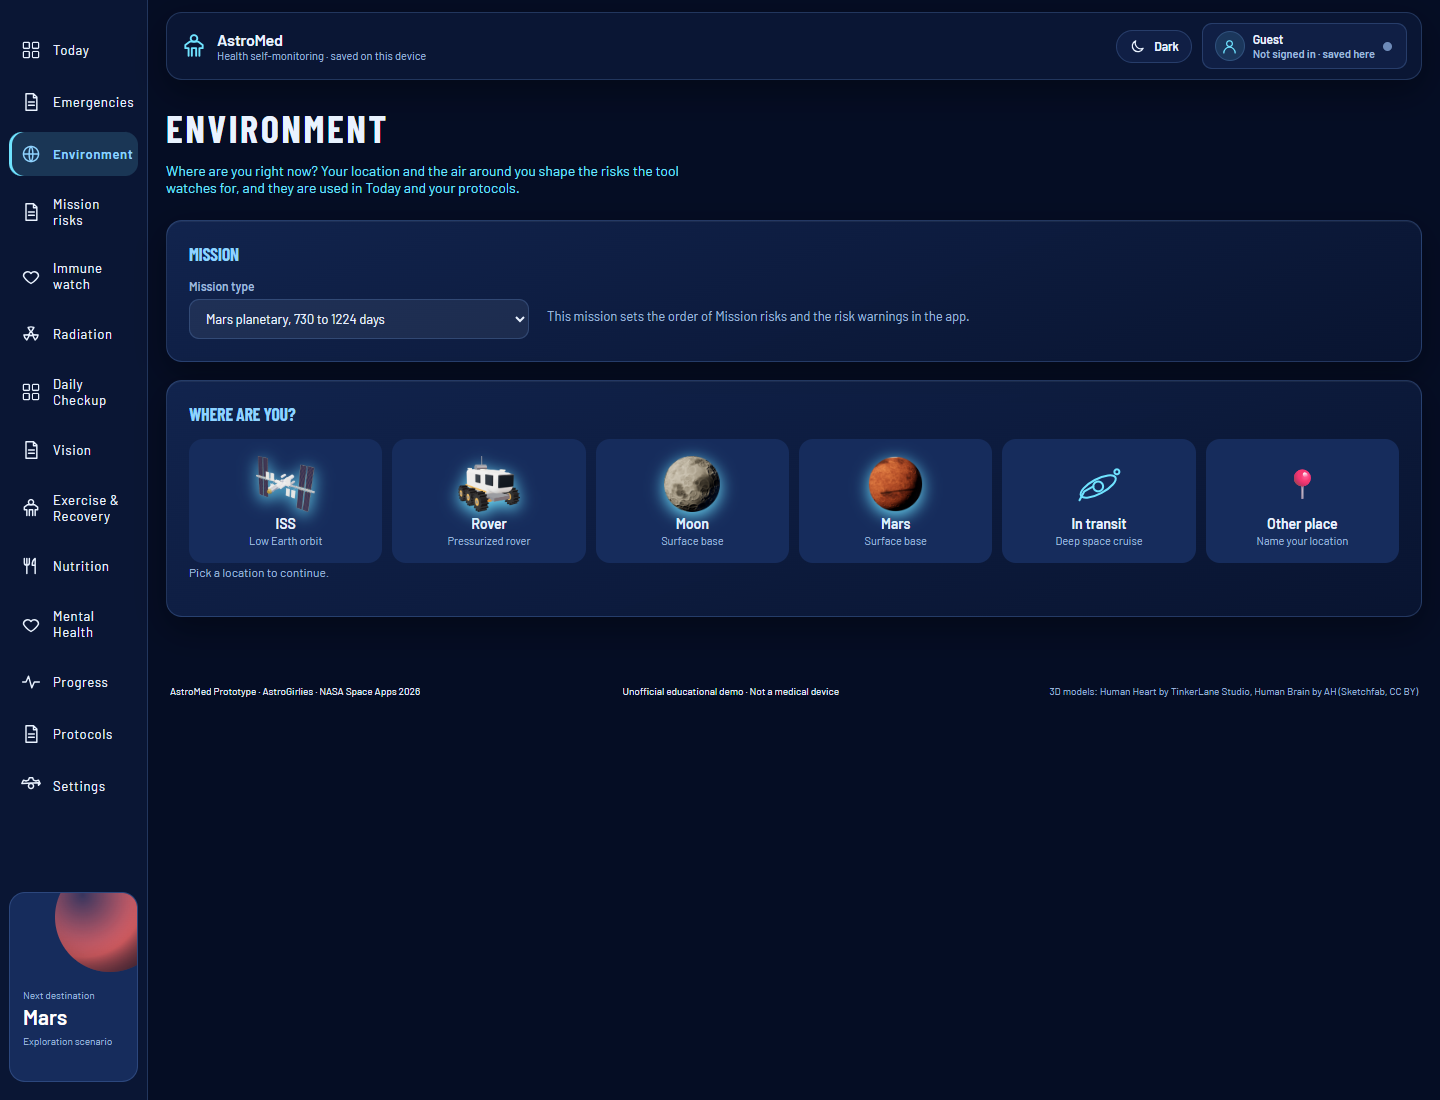 Today
Emergencies
Environment
Mission
risks
Immune
watch
Radiation
Daily
Checkup
Vision
Exercise &
Recovery
Nutrition
Mental
Health
Progress
Protocols
Settings
Next destination
Mars
Exploration scenario
AstroMed
Health self-monitoring · saved on this device
Dark
Guest
Not signed in · saved here
ENVIRONMENT
Where are you right now? Your location and the air around you shape the risks the tool
watches for, and they are used in Today and your protocols.
MISSION
Mission type
Mars planetary, 730 to 1224 days
This mission sets the order of Mission risks and the risk warnings in the app.
WHERE ARE YOU?
ISS
Low Earth orbit
Rover
Pressurized rover
Moon
Surface base
Mars
Surface base
In transit
Deep space cruise
Other place
Name your location
Pick a location to continue.
AstroMed Prototype · AstroGirlies · NASA Space Apps 2026
Unofficial educational demo · Not a medical device
3D models: Human Heart by TinkerLane Studio, Human Brain by AH (Sketchfab, CC BY)